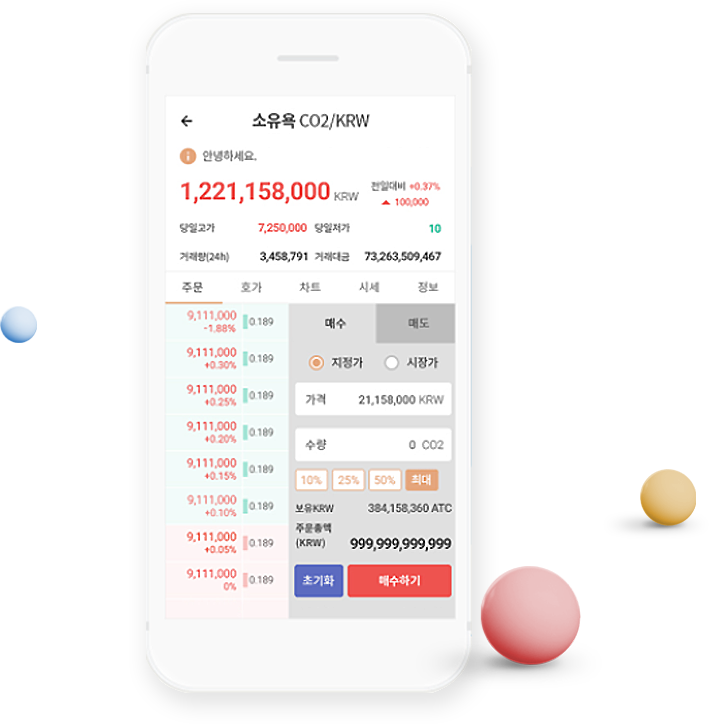 소유욕 CO2/KRW
안녕하세요.
1,221,158,000 KRW 전일대비 +0.37%
100,000
당일고가 7,250,000 당일저가 10
거래량(24h) 3,458,791 거래대금 73,263,509,467
주문 호가 차트 시세 정보
9,111,000
-1.88%
0.189
9,111,000
+0.30%
0.189
9,111,000
+0.25%
0.189
9,111,000
+0.20%
0.189
9,111,000
+0.15%
0.189
9,111,000
+0.10%
0.189
9,111,000
+0.05%
0.189
9,111,000
0%
0.189
매수 매도
지정가 시장가
가격 21,158,000 KRW
수량 0 CO2
10% 25% 50% 최대
보유KRW 384,158,360 ATC
주문총액
(KRW) 999,999,999,999
초기화 매수하기